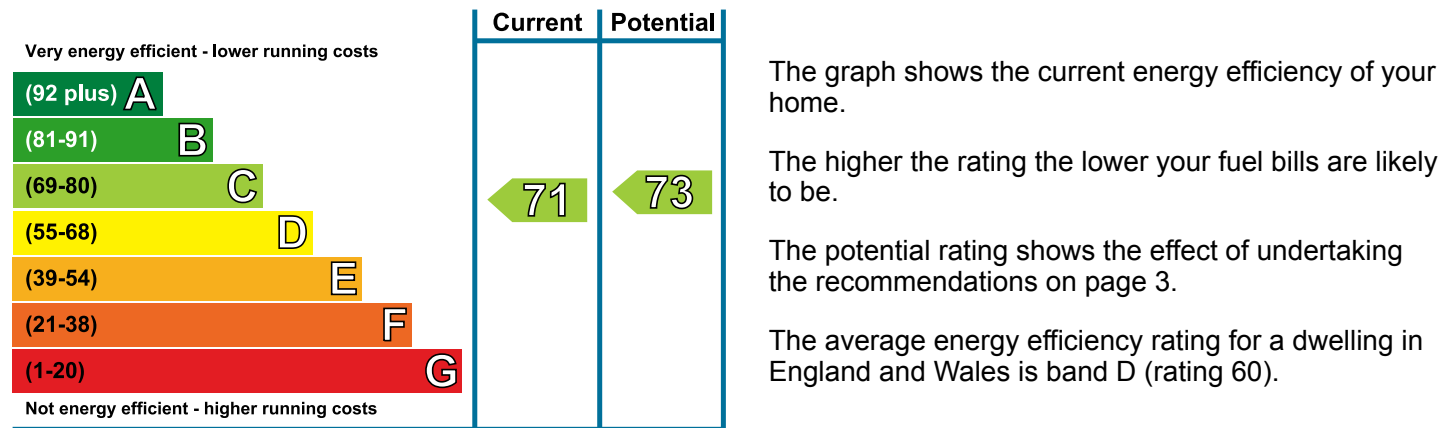 Current Potential
Very energy efficient - lower running costs
(92 plus) A
(81-91) B
(69-80) C
(55-68) D
(39-54) E
(21-38) F
(1-20) G
Not energy efficient - higher running costs
71 73
The graph shows the current energy efficiency of your
home.
The higher the rating the lower your fuel bills are likely
to be.
The potential rating shows the effect of undertaking
the recommendations on page 3.
The average energy efficiency rating for a dwelling in
England and Wales is band D (rating 60).